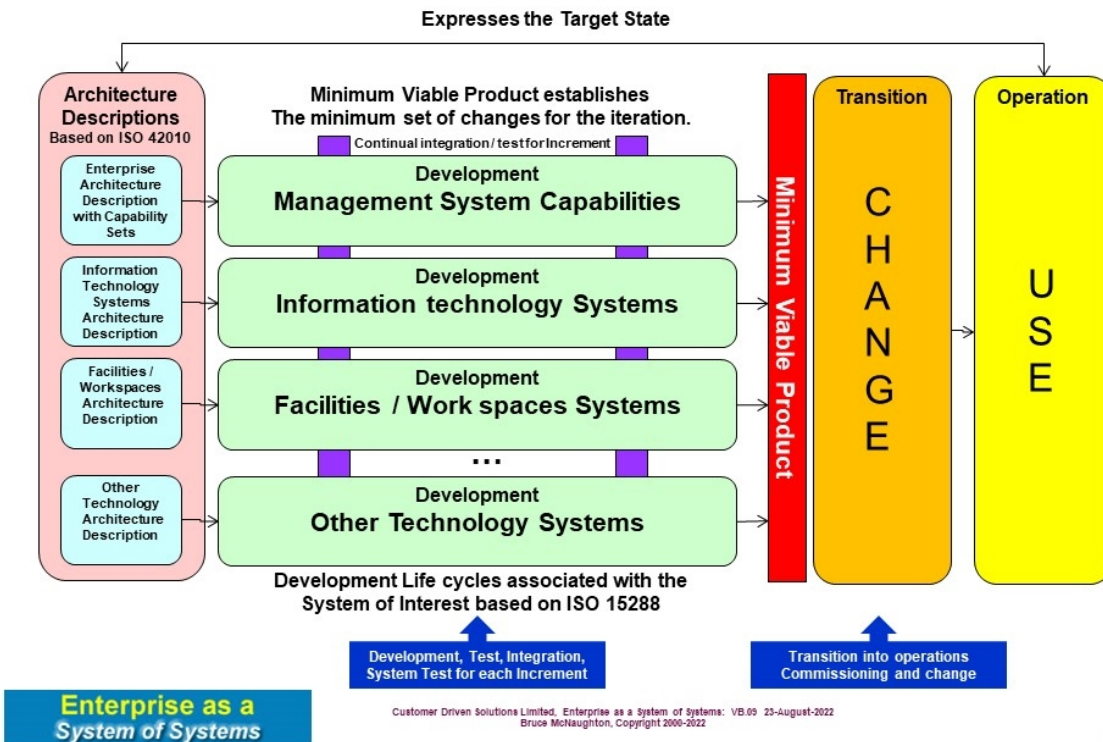 Expresses the Target State
Architecture
Descriptions
Based on ISO 42010
Enterprise
Architecture
Description
with Capability
Sets
Information
Technology
Systems
Architecture
Description
Facilities /
Workspaces
Architecture
Description
Other
Technology
Architecture
Description
Minimum Viable Product establishes
The minimum set of changes for the iteration.
Continual integration / test for Increment
Development
Management System Capabilities
Development
Information technology Systems
Development
Facilities / Work spaces Systems
...
Development
Other Technology Systems
Development Life cycles associated with the
System of Interest based on ISO 15288
Development, Test, Integration,
System Test for each Increment
Minimum Viable Product
Transition
C
H
A
N
G
E
Transition into operations
Commissioning and change
Operation
U
S
E
Enterprise as a
System of Systems
Customer Driven Solutions Limited, Enterprise as a System of Systems: VB.09 23-August-2022
Bruce McNaughton, Copyright 2000-2022